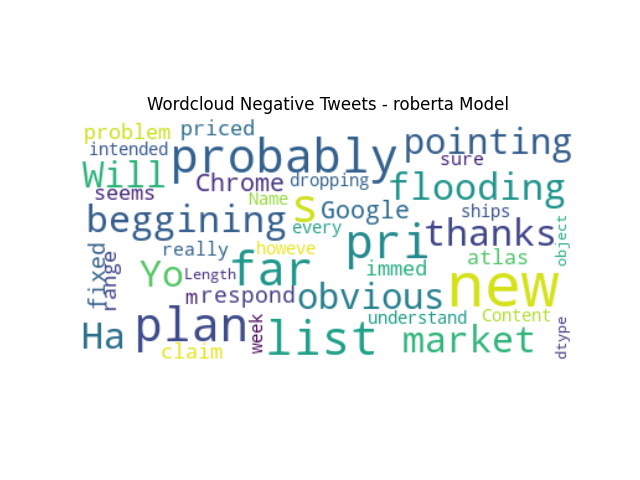 Wordcloud Negative Tweets - roberta Model
problem priced
intended probably pointing
Will sure
seems Chrome dropping flooding
Name
beggining s Google ships
every pri thanks object
really howeve
fixed range Yo Length far immed atlas
m respond obvious new
Ha plan week list understand Content
claim market dtype